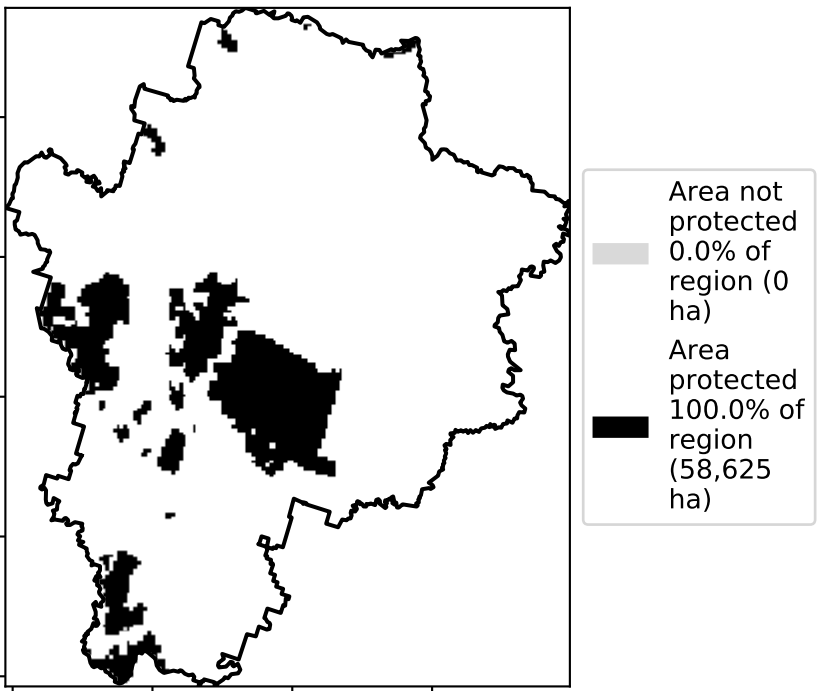 Area not
protected
0.0% of
region (0
ha)
Area
protected
100.0% of
region
(58,625
ha)